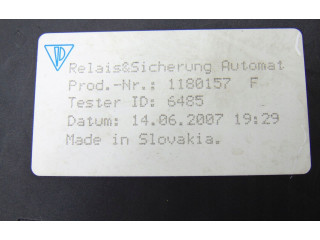 Relais&Sicherung Automat
Prod.-Nr.: 1180157 F
Tester ID: 6485
Datum: 14.06.2007 19:29
Made in Slovakia.